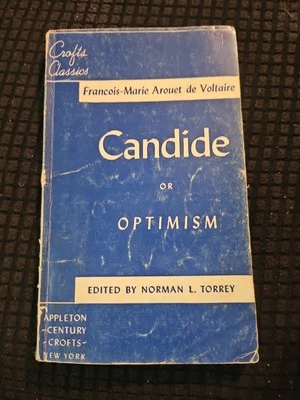 Crofts
Classics
Francois-Marie Arouet de Voltaire
Candide
OR
OPTIMISM
EDITED BY NORMAN L. TORREY
APPLETON
-CENTURY
-CROFTS-
NEW YORK